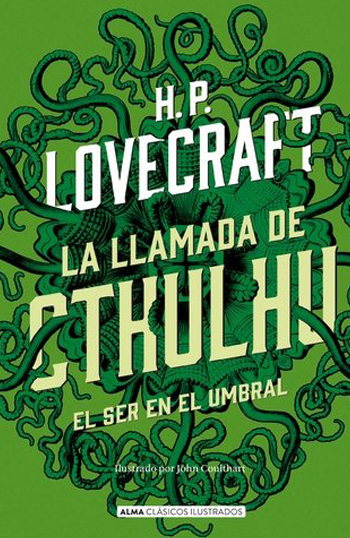 H. P.
LOVECRAFT
LA LLAMADA DE
CTHULHU
EL SER EN EL UMBRAL
Ilustrado por John Coulthart
ALMA CLÁSICOS ILUSTRADOS